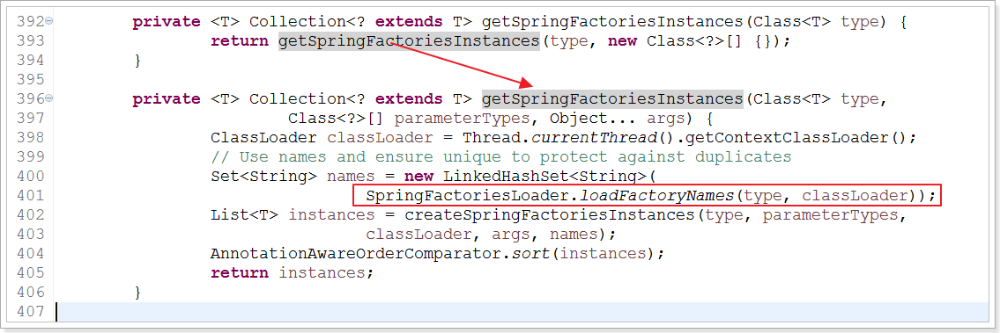 392 private <T> Collection<? extends T> getSpringFactoriesInstances(Class<T> type) {
393 return getSpringFactoriesInstances(type, new Class<?>[] {});
394 }
395
396 private <T> Collection<? extends T> getSpringFactoriesInstances(Class<T> type,
397 Class<?>[] parameterTypes, Object... args) {
398 ClassLoader classLoader = Thread.currentThread().getContextClassLoader();
399 // Use names and ensure unique to protect against duplicates
400 Set<String> names = new LinkedHashSet<String>(
401 SpringFactoriesLoader.loadFactoryNames(type, classLoader));
402 List<T> instances = createSpringFactoriesInstances(type, parameterTypes,
403 classLoader, args, names);
404 AnnotationAwareOrderComparator.sort(instances);
405 return instances;
406 }
407